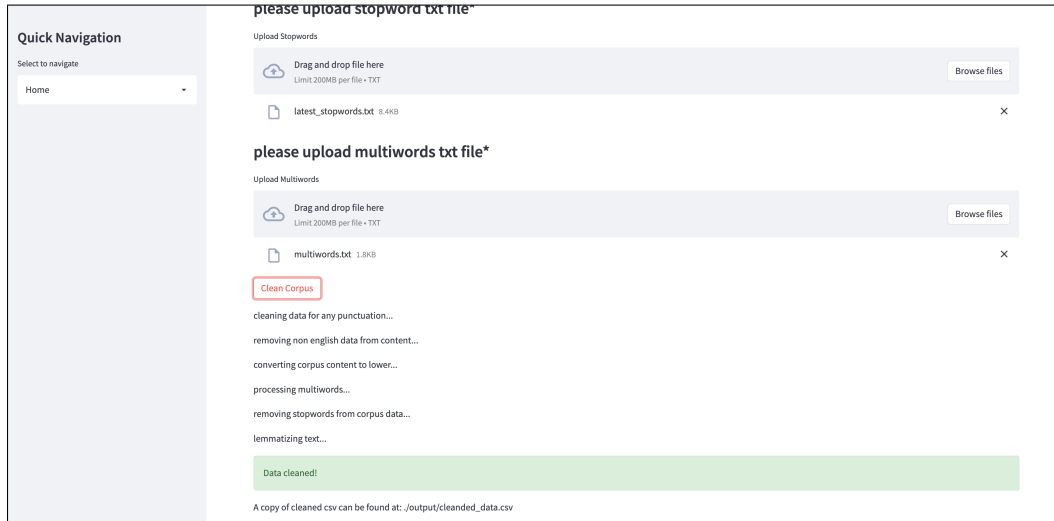 Quick Navigation
Select to navigate
Home
please upload stopword txt file*
Upload Stopwords
Drag and drop file here
Limit 200MB per file • TXT
Browse files
latest_stopwords.txt 8.4KB
please upload multiwords txt file*
Upload Multiwords
Drag and drop file here
Limit 200MB per file • TXT
Browse files
multiwords.txt 1.8KB
Clean Corpus
cleaning data for any punctuation...
removing non english data from content...
converting corpus content to lower...
processing multiwords...
removing stopwords from corpus data...
lemmatizing text...
Data cleaned!
A copy of cleaned csv can be found at: ./output/cleanded_data.csv